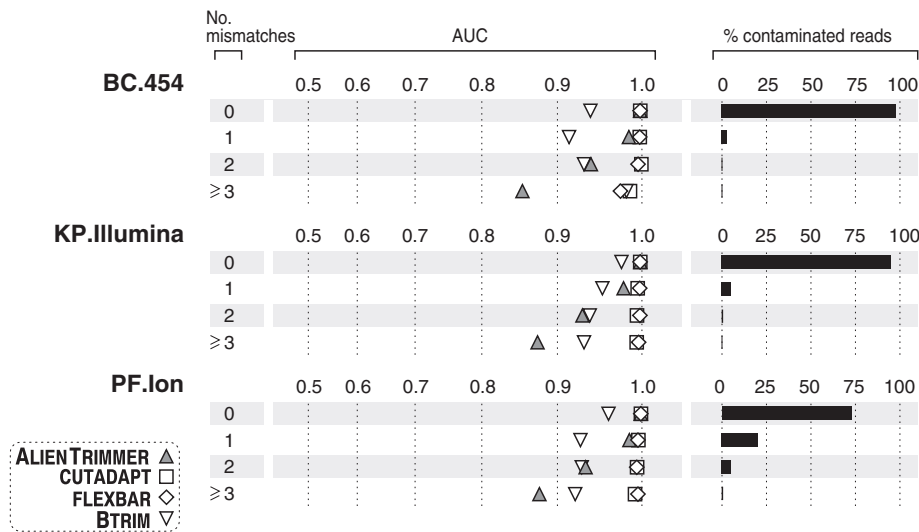 No.
mismatches AUC % contaminated reads
BC.454 0.5 0.6 0.7 0.8 0.9 1.0 0 25 50 75 100
0
1
2
⩾3
KP.Illumina 0.5 0.6 0.7 0.8 0.9 1.0 0 25 50 75 100
0
1
2
⩾3
PF.Ion 0.5 0.6 0.7 0.8 0.9 1.0 0 25 50 75 100
0
1
2
⩾3
ALIENTRIMMER
CUTADAPT
FLEXBAR
BTRIM